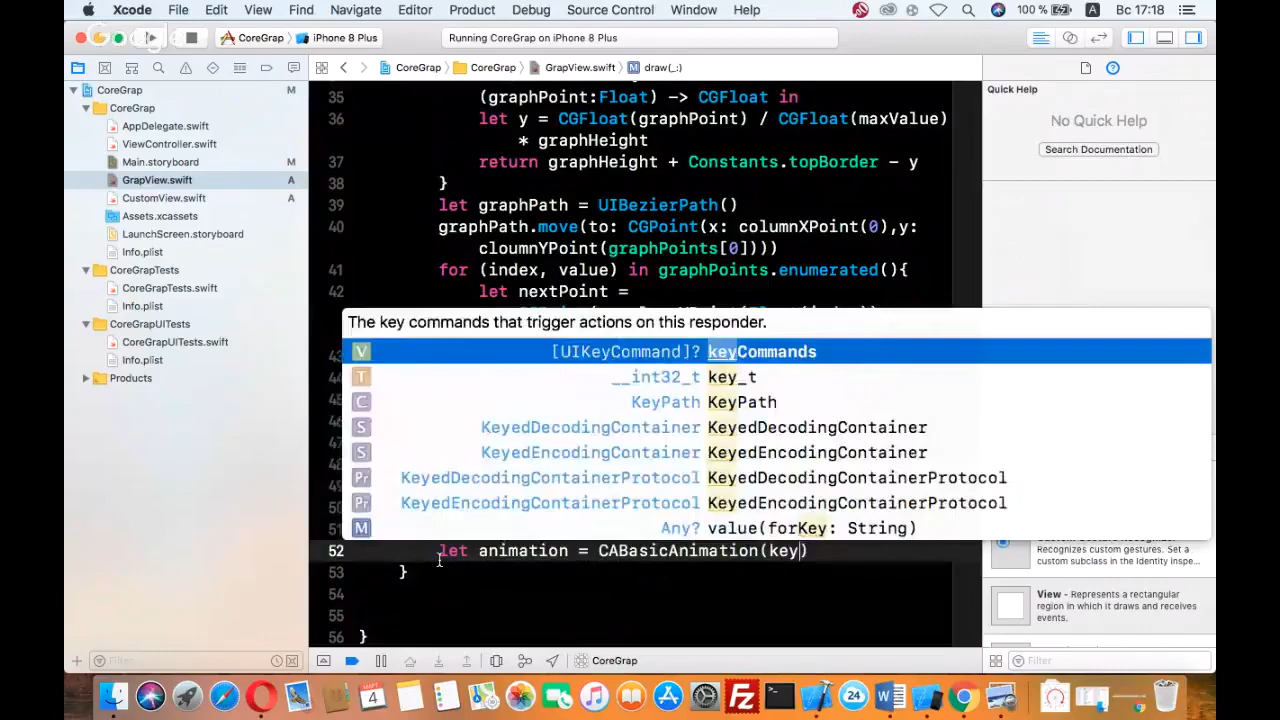 Xcode File Edit View Find Navigate Editor Product Debug Source Control Window Help 100 % A Вс 17:18
CoreGrap iPhone 8 Plus Running CoreGrap on iPhone 8 Plus
CoreGrap CoreGrap GrapView.swift M draw(_:)
CoreGrap M
CoreGrap
AppDelegate.swift
ViewController.swift
Main.storyboard M
GrapView.swift A
CustomView.swift A
Assets.xcassets
LaunchScreen.storyboard
Info.plist
CoreGrapTests
CoreGrapTests.swift
Info.plist
CoreGrapUITests
CoreGrapUITests.swift
Info.plist
Products
Filter
35 (graphPoint:Float) -> CGFloat in
36 let y = CGFloat(graphPoint) / CGFloat(maxValue)
* graphHeight
37 return graphHeight + Constants.topBorder - y
38 }
39 let graphPath = UIBezierPath()
40 graphPath.move(to: CGPoint(x: columnXPoint(0),y:
cloumnYPoint(graphPoints[0])))
41 for (index, value) in graphPoints.enumerated(){
42 let nextPoint =
The key commands that trigger actions on this responder.
V [UIKeyCommand]? keyCommands
T __int32_t key_t
C KeyPath KeyPath
S KeyedDecodingContainer KeyedDecodingContainer
S KeyedEncodingContainer KeyedEncodingContainer
Pr KeyedDecodingContainerProtocol KeyedDecodingContainerProtocol
Pr KeyedEncodingContainerProtocol KeyedEncodingContainerProtocol
M Any? value(forKey: String)
52 let animation = CABasicAnimation(key)
53 }
54
55
56 }
CoreGrap
Quick Help
No Quick Help
Search Documentation
Recognizes custom gestures. Set a
custom subclass in the identity inspe...
View - Represents a rectangular
region in which it draws and receives
events.
Filter
МАРТ
4
24